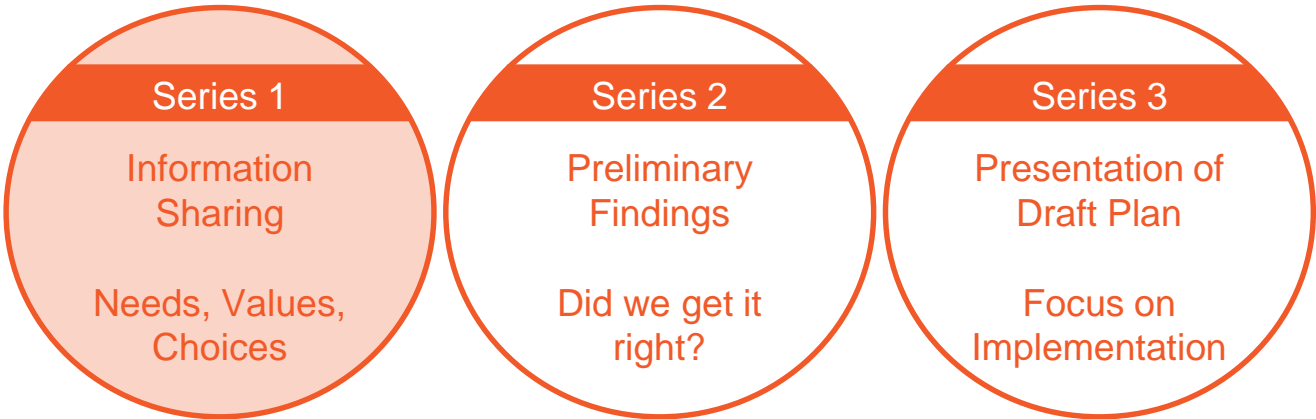 Series 1
Information
Sharing
Needs, Values,
Choices
Series 2
Preliminary
Findings
Did we get it
right?
Series 3
Presentation of
Draft Plan
Focus on
Implementation